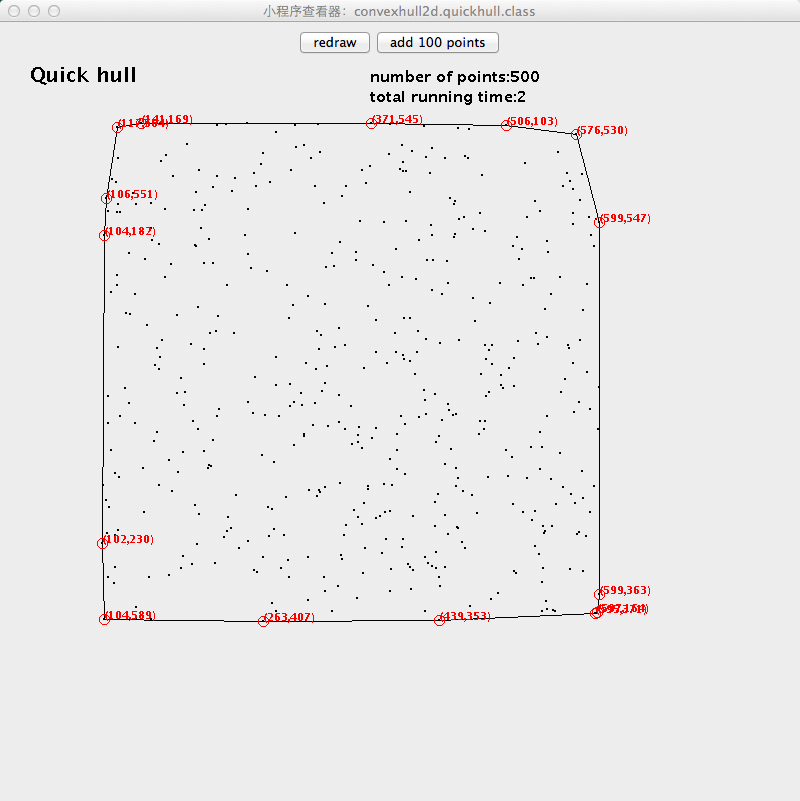 小程序查看器：convexhull2d.quickhull.class
redraw
add 100 points
Quick hull
number of points:500
total running time:2
(141,169)
(371,545)
(506,103)
(576,530)
(106,551)
(599,547)
(104,182)
(102,230)
(599,363)
(104,589)
(263,407)
(439,353)